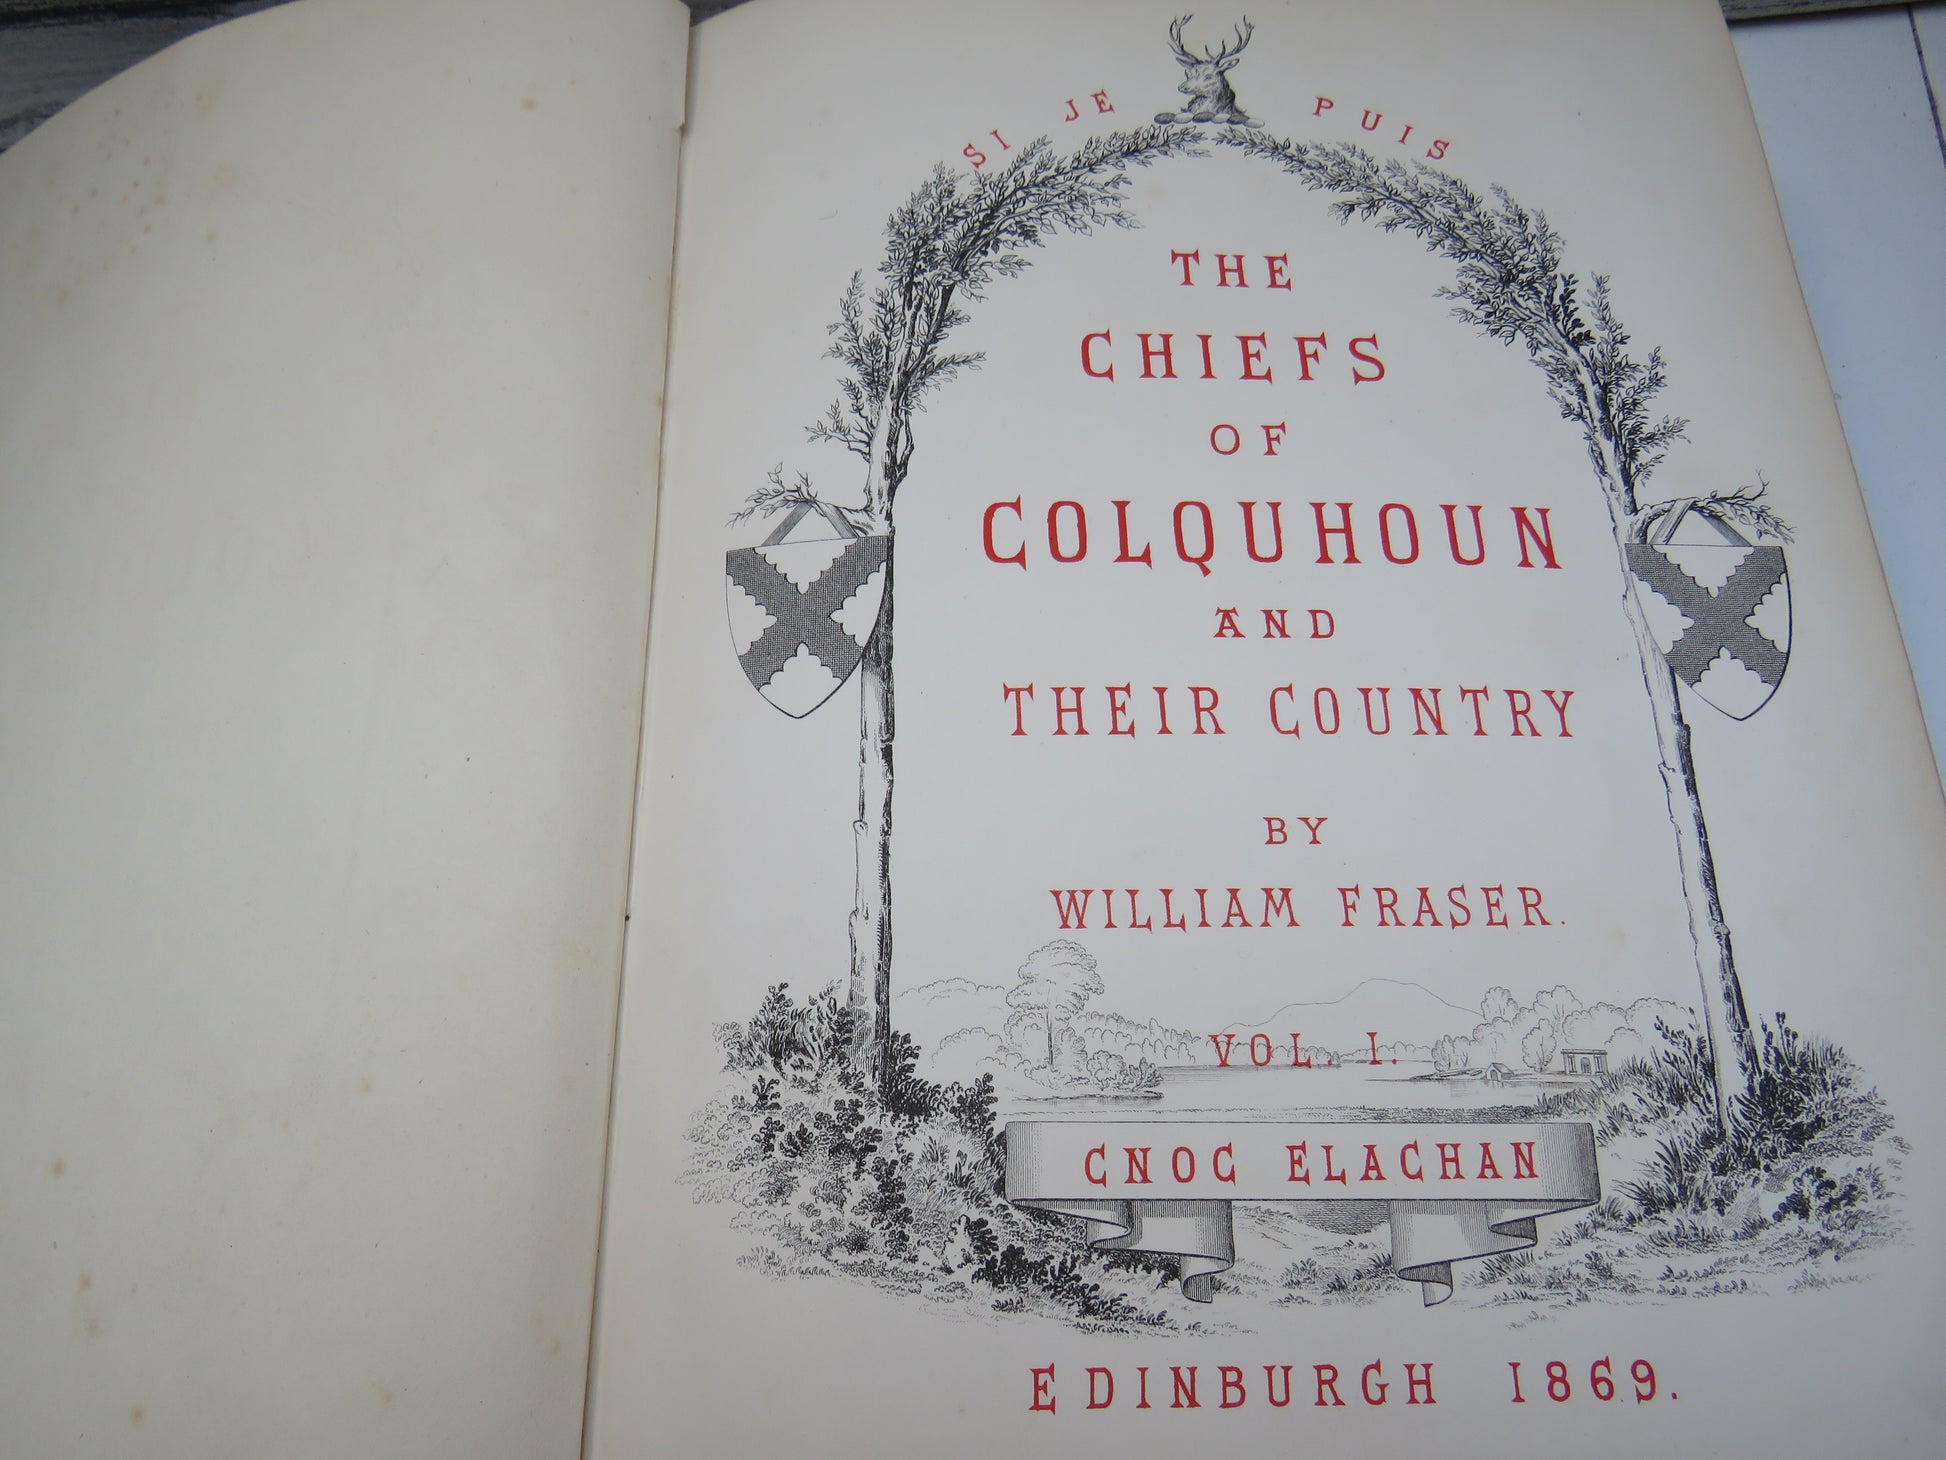 SI JE PUIS
THE
CHIEFS
OF
COLQUHOUN
AND
THEIR COUNTRY
BY
WILLIAM FRASER.
VOL. I.
CNOC ELACHAN
EDINBURGH 1869.